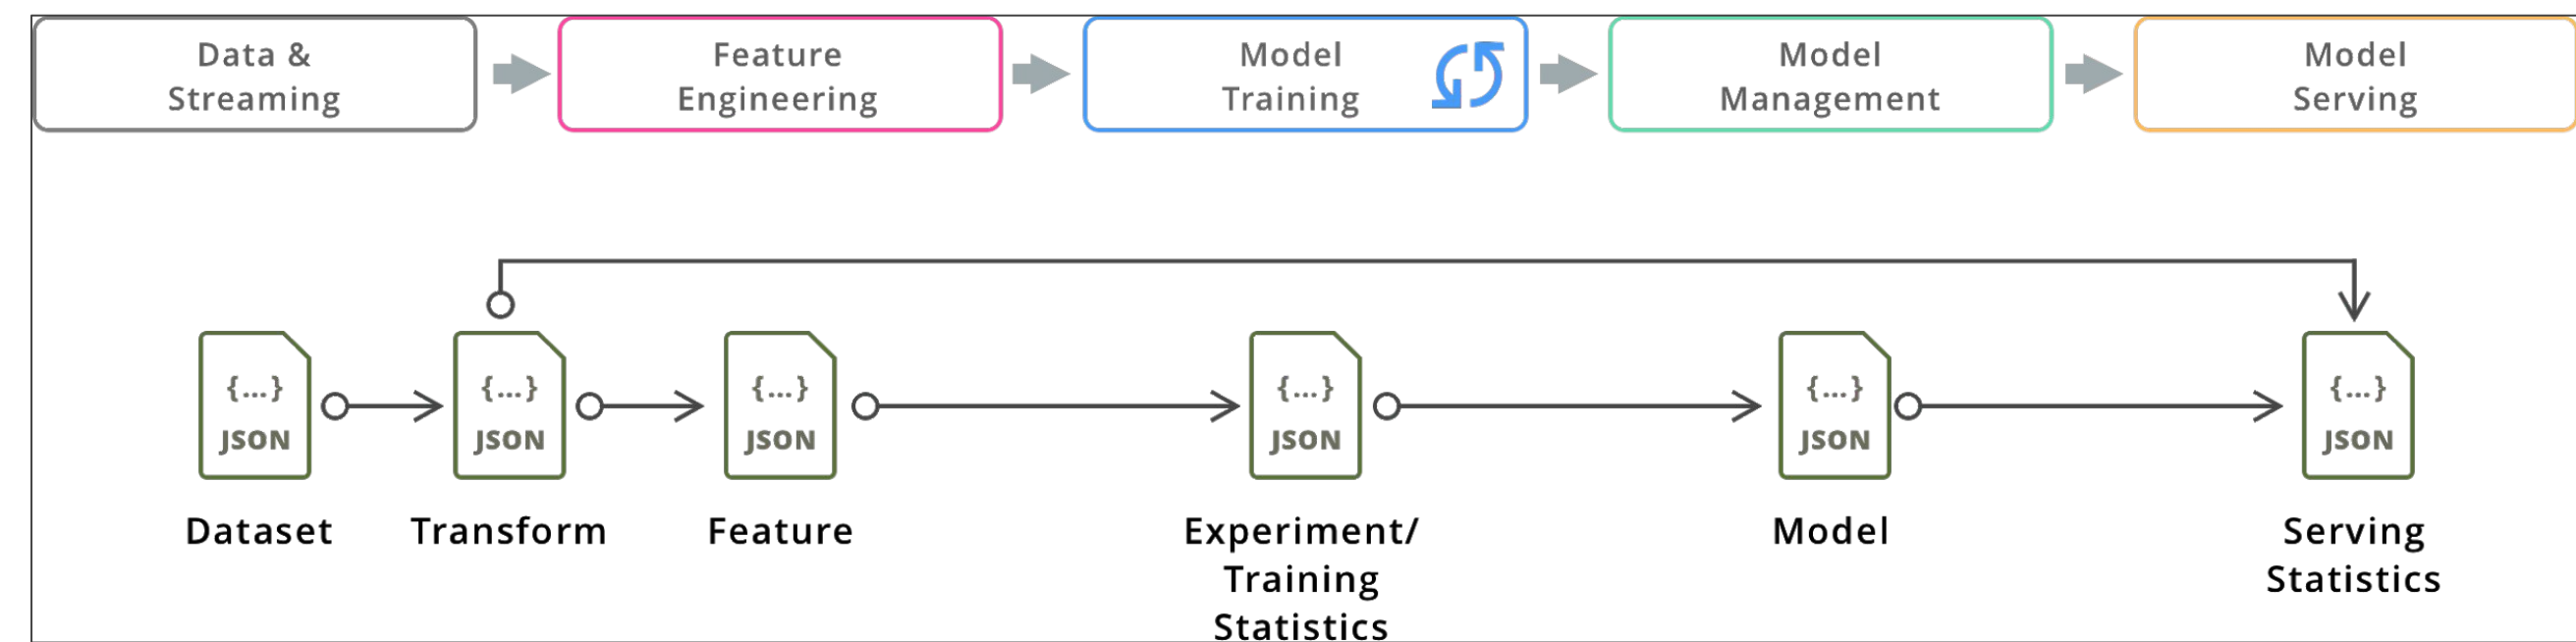 Data &
Streaming
Feature
Engineering
Model
Training
Model
Management
Model
Serving
{...}
JSON
{...}
JSON
{...}
JSON
{...}
JSON
{...}
JSON
{...}
JSON
Dataset
Transform
Feature
Experiment/
Training
Statistics
Model
Serving
Statistics